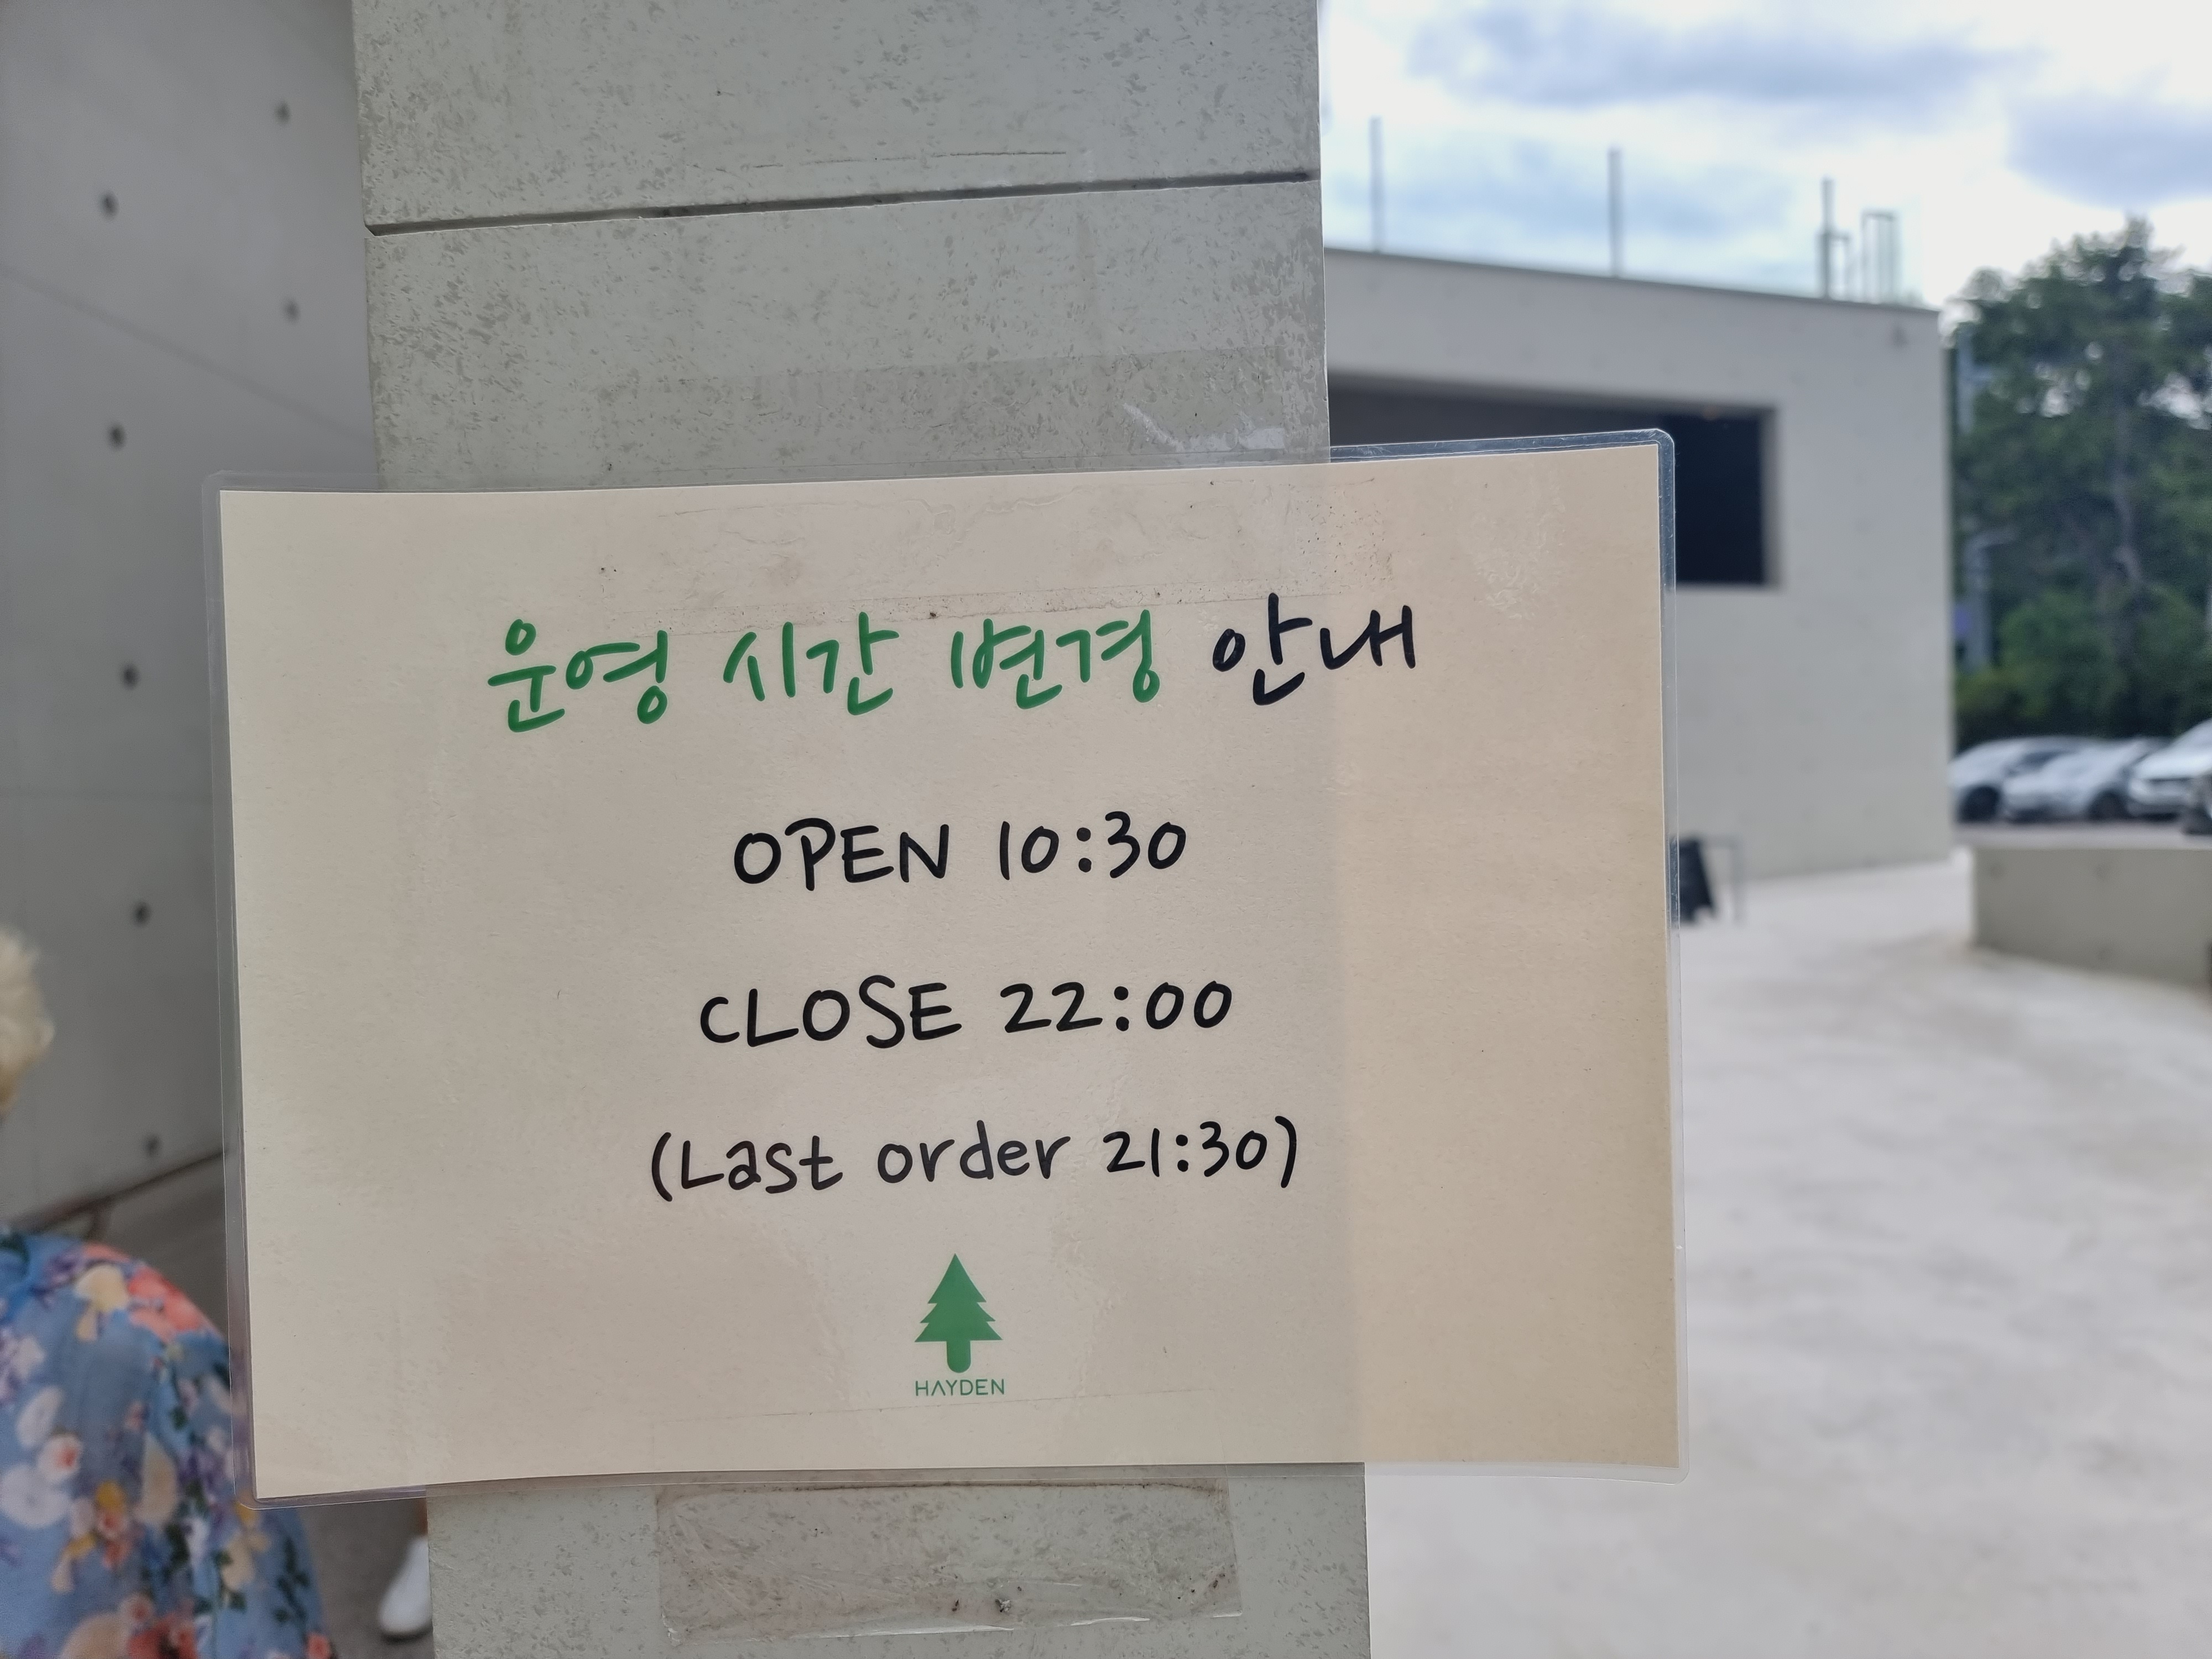 운영 시간 변경 안내
OPEN 10:30
CLOSE 22:00
(Last order 21:30)
HAYDEN